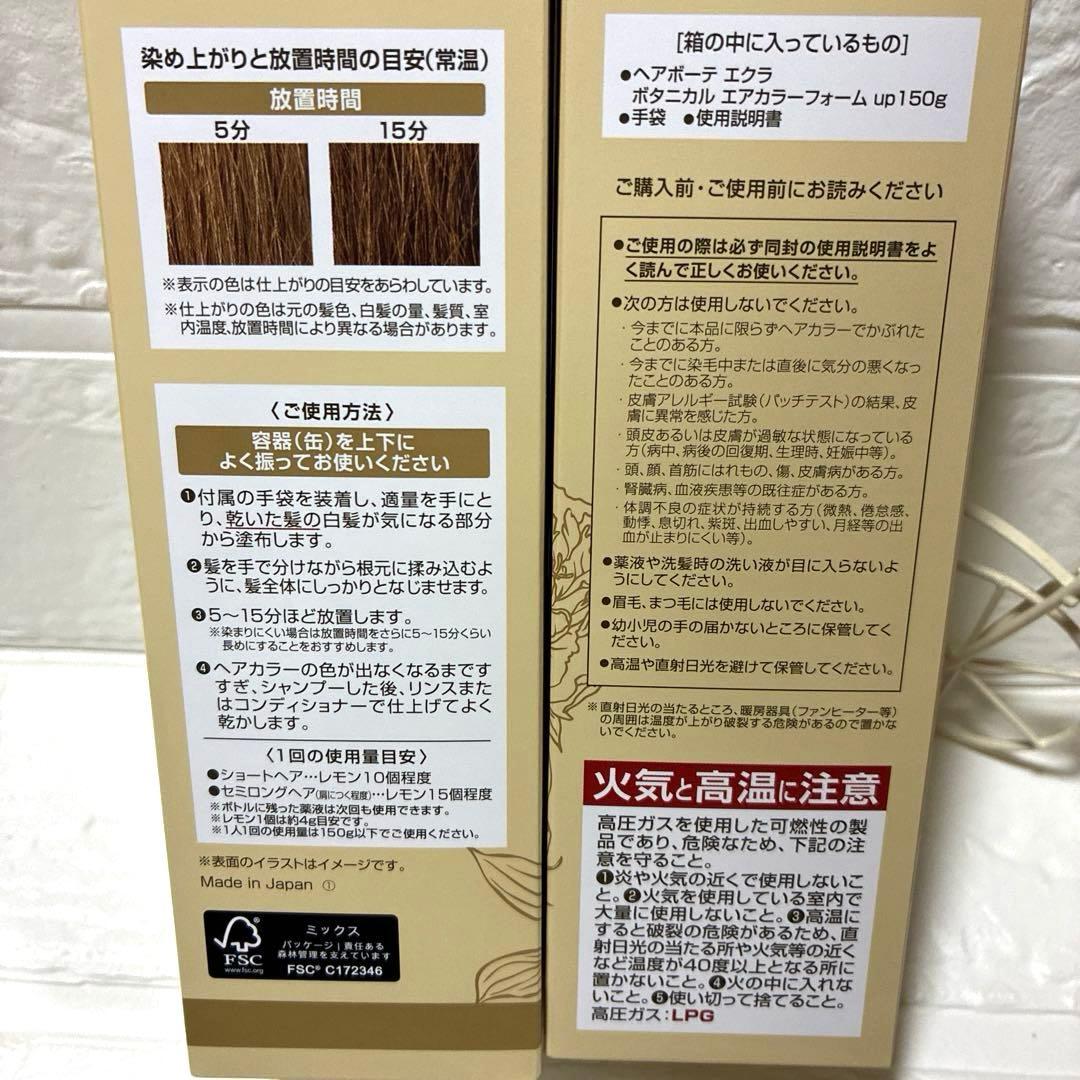 染め上がりと放置時間の目安(常温)
放置時間
5分 15分
※表示の色は仕上がりの目安をあらわしています。
※仕上がりの色は元の髪色、白髪の量、髪質、室
内温度、放置時間により異なる場合があります。
〈ご使用方法〉
容器(缶)を上下に
よく振ってお使いください
❶付属の手袋を装着し、適量を手にと
り、乾いた髪の白髪が気になる部分
から塗布します。
❷髪を手で分けながら根元に揉み込むよ
うに、髪全体にしっかりとなじませます。
❸5～15分ほど放置します。
※染まりにくい場合は放置時間をさらに5～15分くらい
長めにすることをおすすめします。
❹ヘアカラーの色が出なくなるまです
すぎ、シャンプーした後、リンスまた
はコンディショナーで仕上げてよく
乾かします。
〈1回の使用量目安〉
●ショートヘア…レモン10個程度
●セミロングヘア(肩につく程度)…レモン15個程度
※ボトルに残った薬液は次回も使用できます。
※レモン1個は約4g目安です。
※1人1回の使用量は150g以下でご使用ください。
※表面のイラストはイメージです。
Made in Japan ①
FSC
www.fsc.org
ミックス
パッケージ|責任ある
森林管理を支えています
FSC® C172346
[箱の中に入っているもの]
●ヘアボーテ エクラ
ボタニカル エアカラーフォーム up150g
●手袋 ●使用説明書
ご購入前・ご使用前にお読みください
●ご使用の際は必ず同封の使用説明書をよ
く読んで正しくお使いください。
●次の方は使用しないでください。
・今までに本品に限らずヘアカラーでかぶれた
ことのある方。
・今までに染毛中または直後に気分の悪くなっ
たことのある方。
・皮膚アレルギー試験(パッチテスト)の結果、皮
膚に異常を感じた方。
・頭皮あるいは皮膚が過敏な状態になっている
方(病中、病後の回復期、生理時、妊娠中等)。
・頭、顔、首筋にはれもの、傷、皮膚病がある方。
・腎臓病、血液疾患等の既往症がある方。
・体調不良の症状が持続する方(微熱、倦怠感、
動悸、息切れ、紫斑、出血しやすい、月経等の出
血が止まりにくい等)。
●薬液や洗髪時の洗い液が目に入らないよ
うにしてください。
●眉毛、まつ毛には使用しないでください。
●幼小児の手の届かないところに保管してく
ださい。
●高温や直射日光を避けて保管してください。
※直射日光の当たるところ、暖房器具(ファンヒーター等)
の周囲は温度が上がり破裂する危険があるので置かな
いでください。
火気と高温に注意
高圧ガスを使用した可燃性の製
品であり、危険なため、下記の注
意を守ること。
❶炎や火気の近くで使用しないこ
と。❷火気を使用している室内で
大量に使用しないこと。❸高温に
すると破裂の危険があるため、直
射日光の当たる所や火気等の近く
など温度が40度以上となる所に
置かないこと。❹火の中に入れな
いこと。❺使い切って捨てること。
高圧ガス:LPG